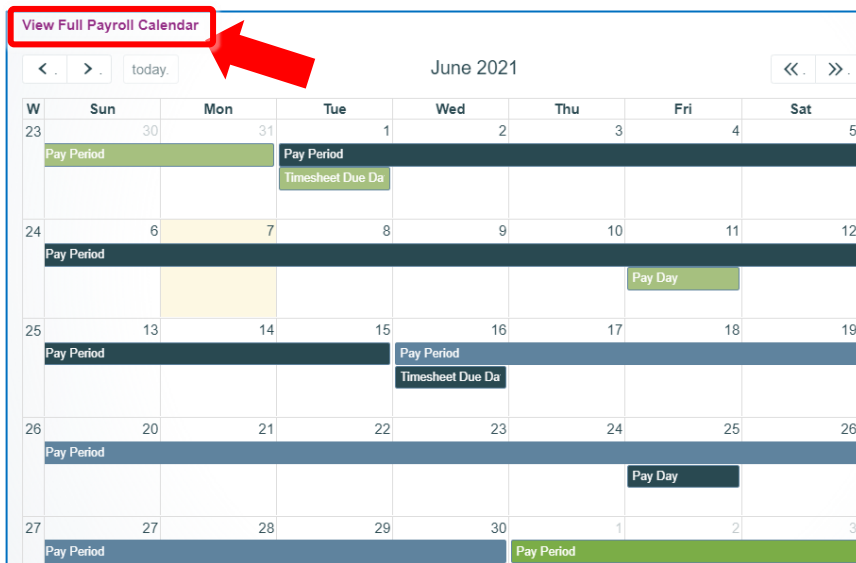 View Full Payroll Calendar
< . > . today. June 2021 « . » .
W Sun Mon Tue Wed Thu Fri Sat
23 30 31 1 2 3 4 5
Pay Period Pay Period
Timesheet Due Da
24 6 7 8 9 10 11 12
Pay Period
Pay Day
25 13 14 15 16 17 18 19
Pay Period Pay Period
Timesheet Due Da
26 20 21 22 23 24 25 26
Pay Period
Pay Day
27 27 28 29 30 1 2 3
Pay Period Pay Period